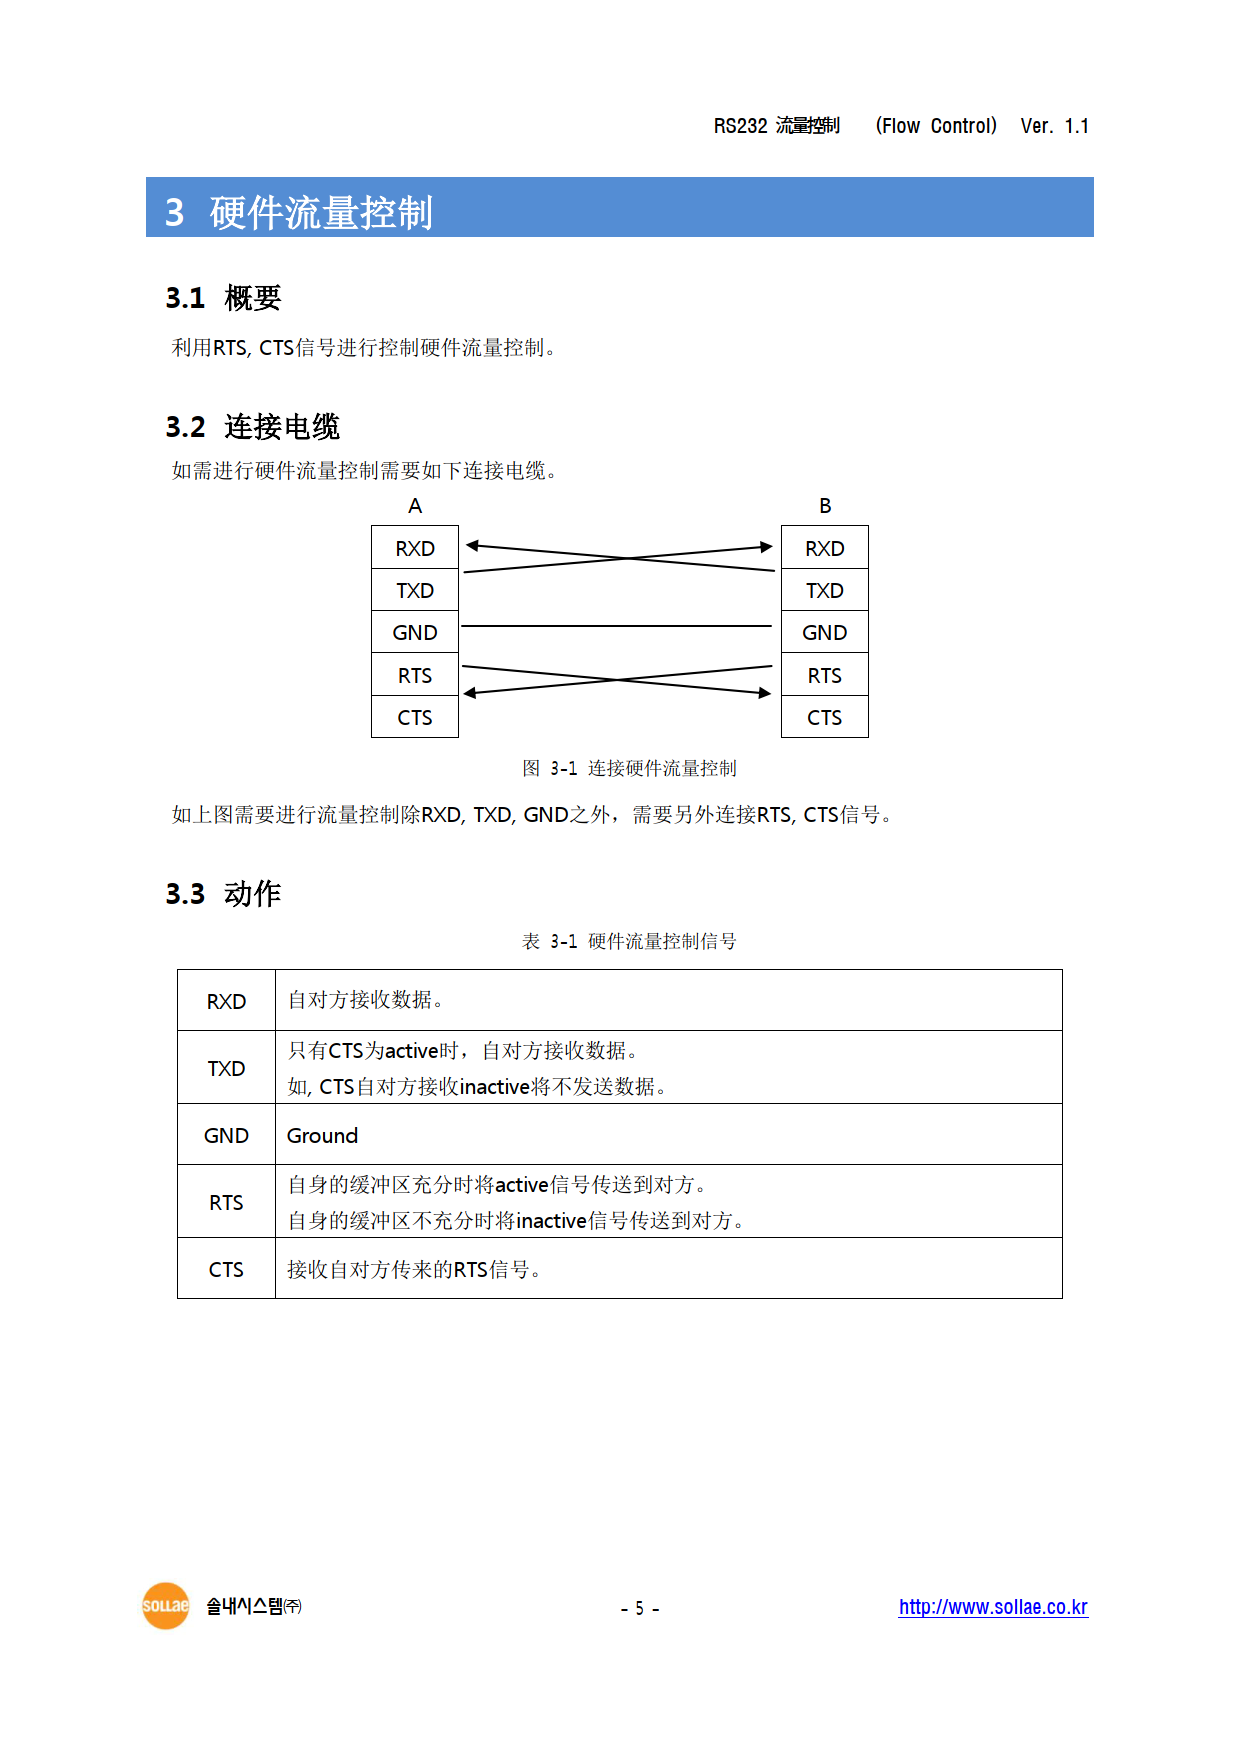 RS232 流量控制 (Flow Control) Ver. 1.1
3 硬件流量控制
3.1 概要
利用RTS, CTS信号进行控制硬件流量控制。
3.2 连接电缆
如需进行硬件流量控制需要如下连接电缆。
A B
RXD RXD
TXD TXD
GND GND
RTS RTS
CTS CTS
图 3-1 连接硬件流量控制
如上图需要进行流量控制除RXD, TXD, GND之外，需要另外连接RTS, CTS信号。
3.3 动作
表 3-1 硬件流量控制信号
RXD 自对方接收数据。
TXD 只有CTS为active时，自对方接收数据。
如, CTS自对方接收inactive将不发送数据。
GND Ground
RTS 自身的缓冲区充分时将active信号传送到对方。
自身的缓冲区不充分时将inactive信号传送到对方。
CTS 接收自对方传来的RTS信号。
SOLLAE 솔내시스템㈜ - 5 - http://www.sollae.co.kr